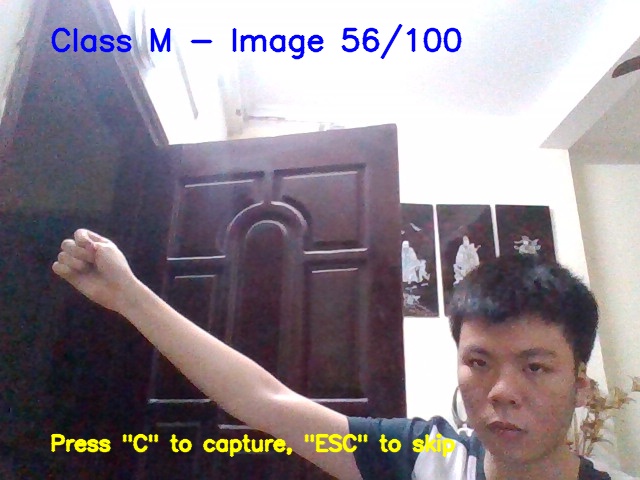 Class M - Image 56/100
Press "C" to capture, "ESC" to skip